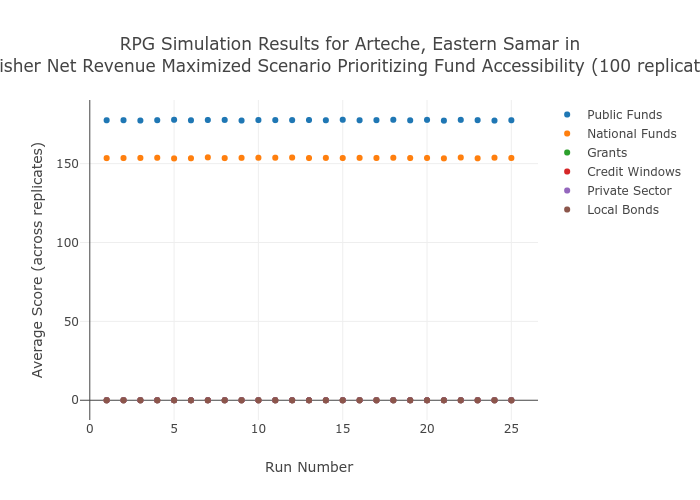 RPG Simulation Results for Arteche, Eastern Samar in
Net Revenue Maximized Scenario Prioritizing Fund Accessibility (100
Average Score (across replicates)
150
100
50
0
0
5
10
15
20
25
Run Number
Public Funds
National Funds
Grants
Credit Windows
Private Sector
Local Bonds